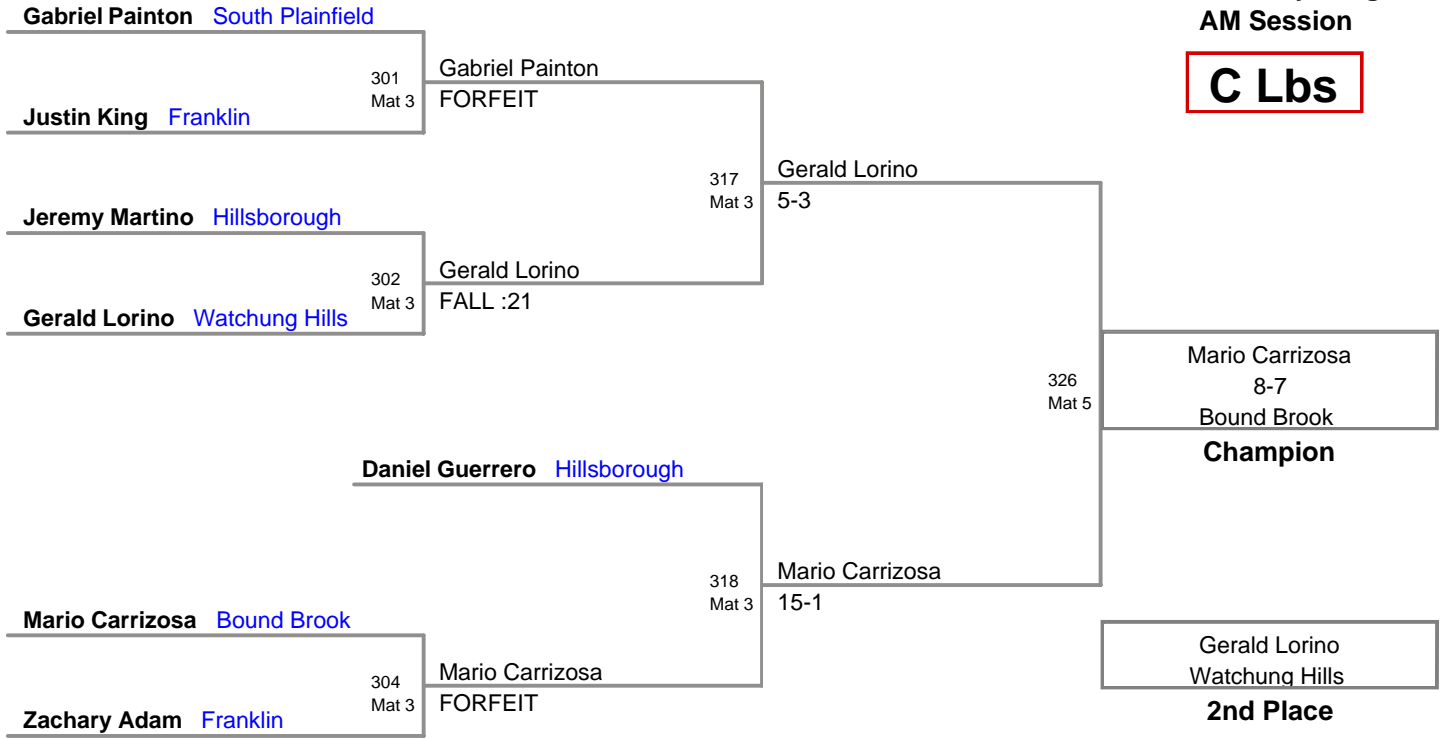 Gabriel Painton South Plainfield
AM Session
C Lbs
301
Mat 3
Gabriel Painton
FORFEIT
Justin King Franklin
317
Mat 3
Gerald Lorino
5-3
Jeremy Martino Hillsborough
302
Mat 3
Gerald Lorino
FALL :21
Gerald Lorino Watchung Hills
326
Mat 5
Mario Carrizosa
8-7
Bound Brook
Champion
Daniel Guerrero Hillsborough
318
Mat 3
Mario Carrizosa
15-1
Mario Carrizosa Bound Brook
304
Mat 3
Mario Carrizosa
FORFEIT
Zachary Adam Franklin
Gerald Lorino
Watchung Hills
2nd Place